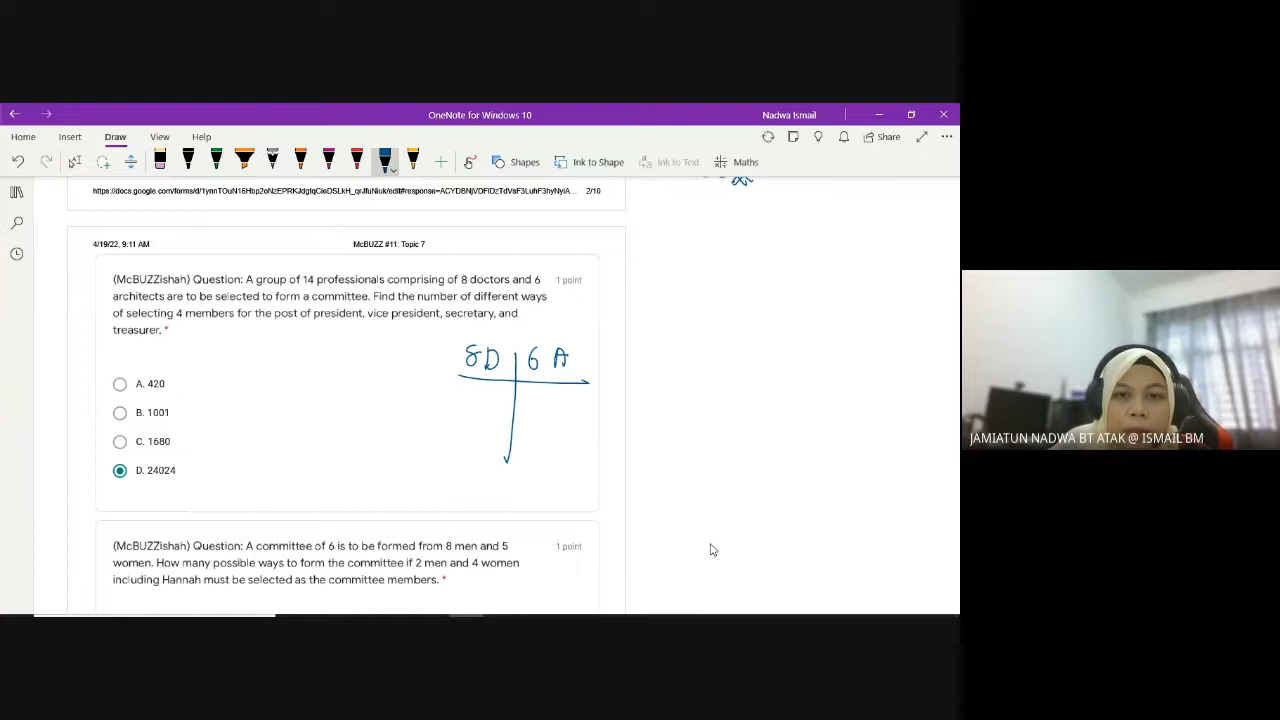 OneNote for Windows 10
Nadwa Ismail
Home Insert Draw View Help
Share
Shapes Ink to Shape Ink to Text Maths
2/10
4/19/22, 9:11 AM McBUZZ #11: Topic 7
(McBUZZishah) Question: A group of 14 professionals comprising of 8 doctors and 6 1 point
architects are to be selected to form a committee. Find the number of different ways
of selecting 4 members for the post of president, vice president, secretary, and
treasurer. *
8D 6 A
A. 420
B. 1001
C. 1680
D. 24024
(McBUZZishah) Question: A committee of 6 is to be formed from 8 men and 5 1 point
women. How many possible ways to form the committee if 2 men and 4 women
including Hannah must be selected as the committee members. *
JAMIATUN NADWA BT ATAK @ ISMAIL BM